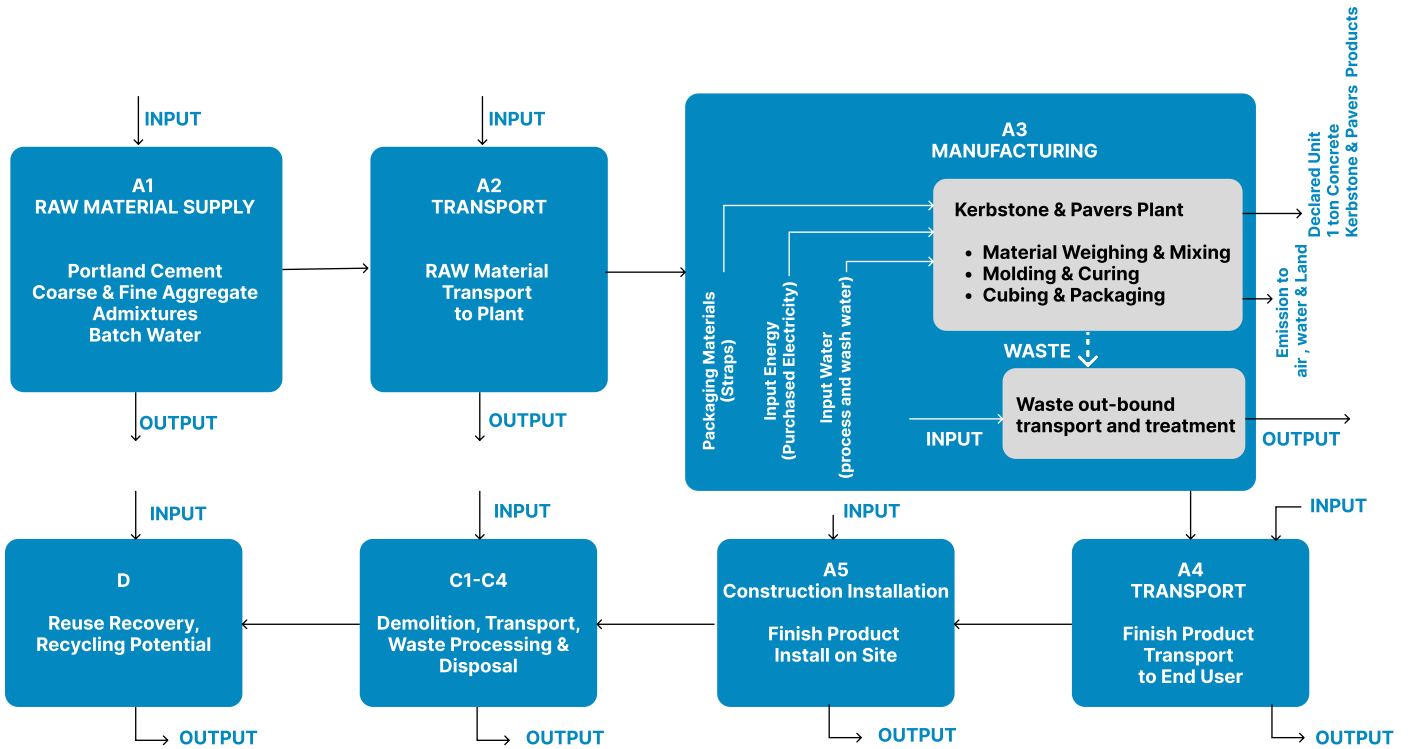 INPUT
A1
RAW MATERIAL SUPPLY
Portland Cement
Coarse & Fine Aggregate
Admixtures
Batch Water
OUTPUT
INPUT
A2
TRANSPORT
RAW Material
Transport
to Plant
OUTPUT
A3
MANUFACTURING
Packaging Materials
(Straps)
Input Energy
(Purchased Electricity)
Input Water
(process and wash water)
Kerbstone & Pavers Plant
• Material Weighing & Mixing
• Molding & Curing
• Cubing & Packaging
WASTE
INPUT
Waste out-bound
transport and treatment
OUTPUT
Declared Unit
1 ton Concrete
Kerbstone & Pavers Products
Emission to
air , water & Land
INPUT
A4
TRANSPORT
Finish Product
Transport
to End User
OUTPUT
INPUT
A5
Construction Installation
Finish Product
Install on Site
OUTPUT
INPUT
C1-C4
Demolition, Transport,
Waste Processing &
Disposal
OUTPUT
INPUT
D
Reuse Recovery,
Recycling Potential
OUTPUT